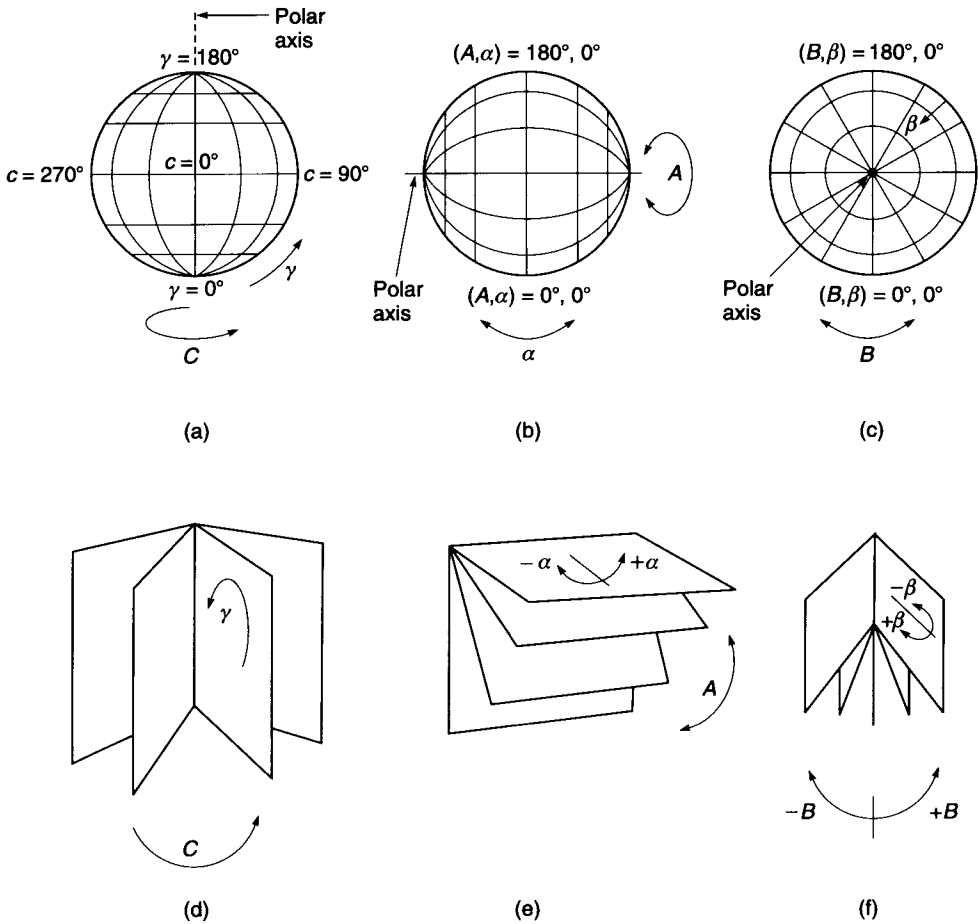 Polar
axis
γ = 180°
c = 0°
c = 270°
c = 90°
γ = 0°
γ
C
(a)
(A,α) = 180°, 0°
A
Polar
axis
(A,α) = 0°, 0°
α
(b)
(B,β) = 180°, 0°
β
Polar
axis
(B,β) = 0°, 0°
B
(c)
γ
C
(d)
−α
+α
A
(e)
−β
+β
−B
+B
(f)